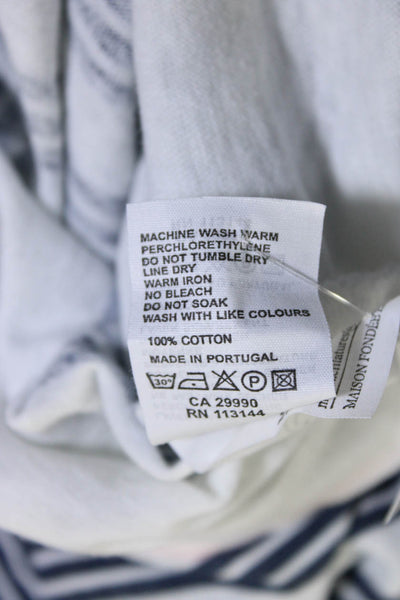 MACHINE WASH WARM
PERCHLORETHYLENE
DO NOT TUMBLE DRY
LINE DRY
WARM IRON
NO BLEACH
DO NOT SOAK
WASH WITH LIKE COLOURS
100% COTTON
MADE IN PORTUGAL
30° P
CA 29990
RN 113144
MAISON FONDÉE